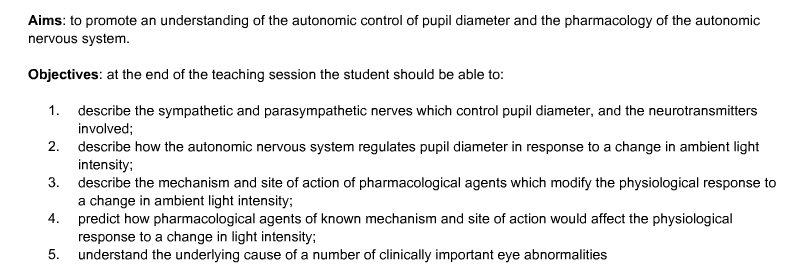 Aims: to promote an understanding of the autonomic control of pupil diameter and the pharmacology of the autonomic
nervous system.
Objectives: at the end of the teaching session the student should be able to:
1. describe the sympathetic and parasympathetic nerves which control pupil diameter, and the neurotransmitters
involved;
2. describe how the autonomic nervous system regulates pupil diameter in response to a change in ambient light
intensity;
3. describe the mechanism and site of action of pharmacological agents which modify the physiological response to
a change in ambient light intensity;
4. predict how pharmacological agents of known mechanism and site of action would affect the physiological
response to a change in light intensity;
5. understand the underlying cause of a number of clinically important eye abnormalities